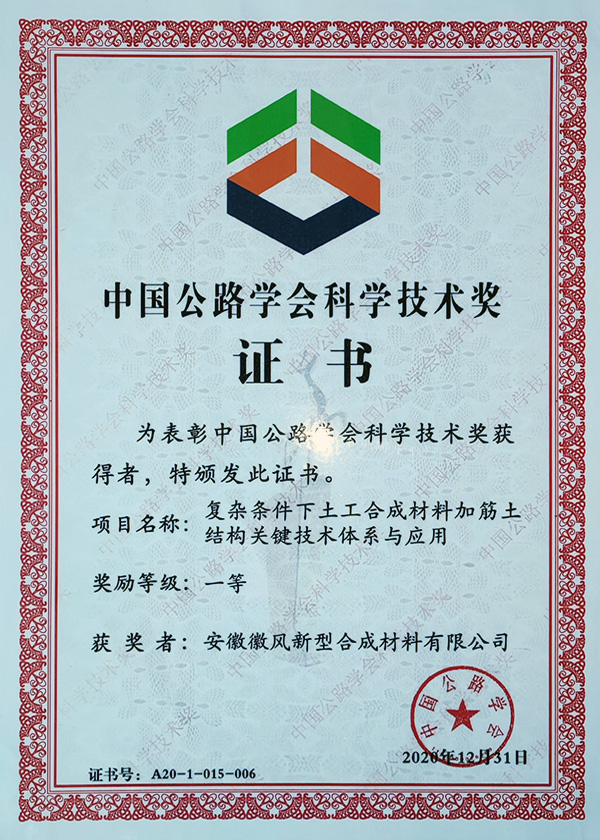 中国公路学会科学技术奖
证书
为表彰中国公路学会科学技术奖获
得者，特颁发此证书。
项目名称：复杂条件下土工合成材料加筋土
结构关键技术体系与应用
奖励等级：一等
获奖者：安徽徽风新型合成材料有限公司
中国公路学会
2020年12月31日
证书号：A20-1-015-006